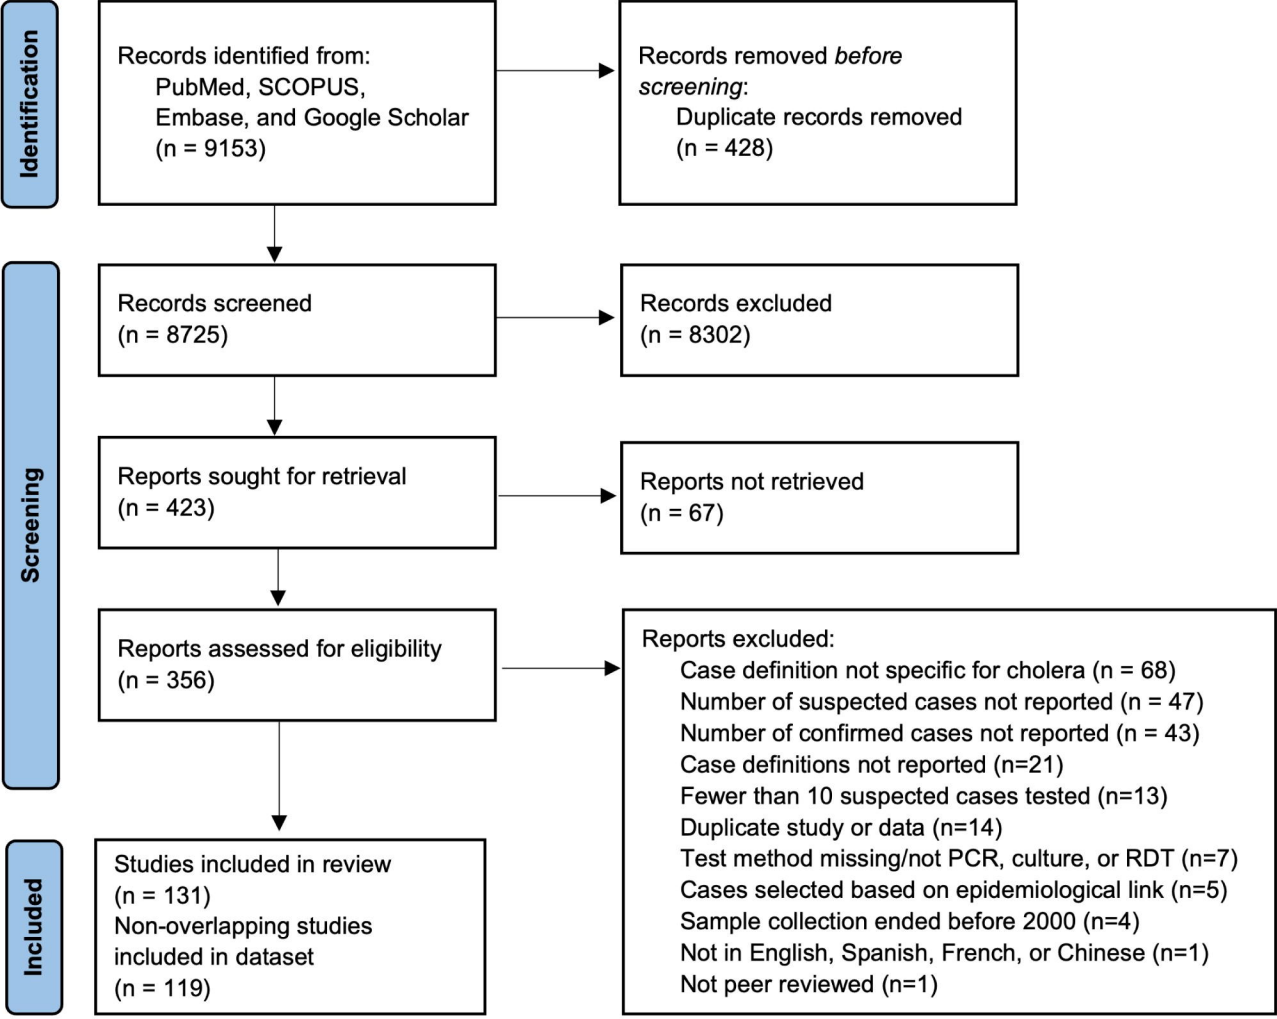 Identification
Records identified from:
PubMed, SCOPUS,
Embase, and Google Scholar
(n = 9153)
Records removed before
screening:
Duplicate records removed
(n = 428)
Screening
Records screened
(n = 8725)
Records excluded
(n = 8302)
Reports sought for retrieval
(n = 423)
Reports not retrieved
(n = 67)
Reports assessed for eligibility
(n = 356)
Reports excluded:
Case definition not specific for cholera (n = 68)
Number of suspected cases not reported (n = 47)
Number of confirmed cases not reported (n = 43)
Case definitions not reported (n=21)
Fewer than 10 suspected cases tested (n=13)
Duplicate study or data (n=14)
Test method missing/not PCR, culture, or RDT (n=7)
Cases selected based on epidemiological link (n=5)
Sample collection ended before 2000 (n=4)
Not in English, Spanish, French, or Chinese (n=1)
Not peer reviewed (n=1)
Included
Studies included in review
(n = 131)
Non-overlapping studies
included in dataset
(n = 119)